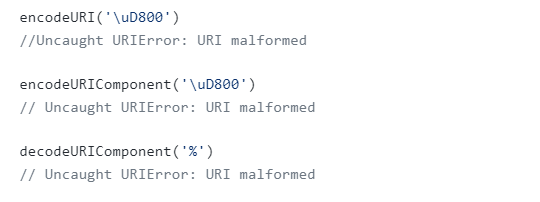 encodeURI('\uD800')
//Uncaught URIError: URI malformed
encodeURIComponent('\uD800')
// Uncaught URIError: URI malformed
decodeURIComponent('%')
// Uncaught URIError: URI malformed